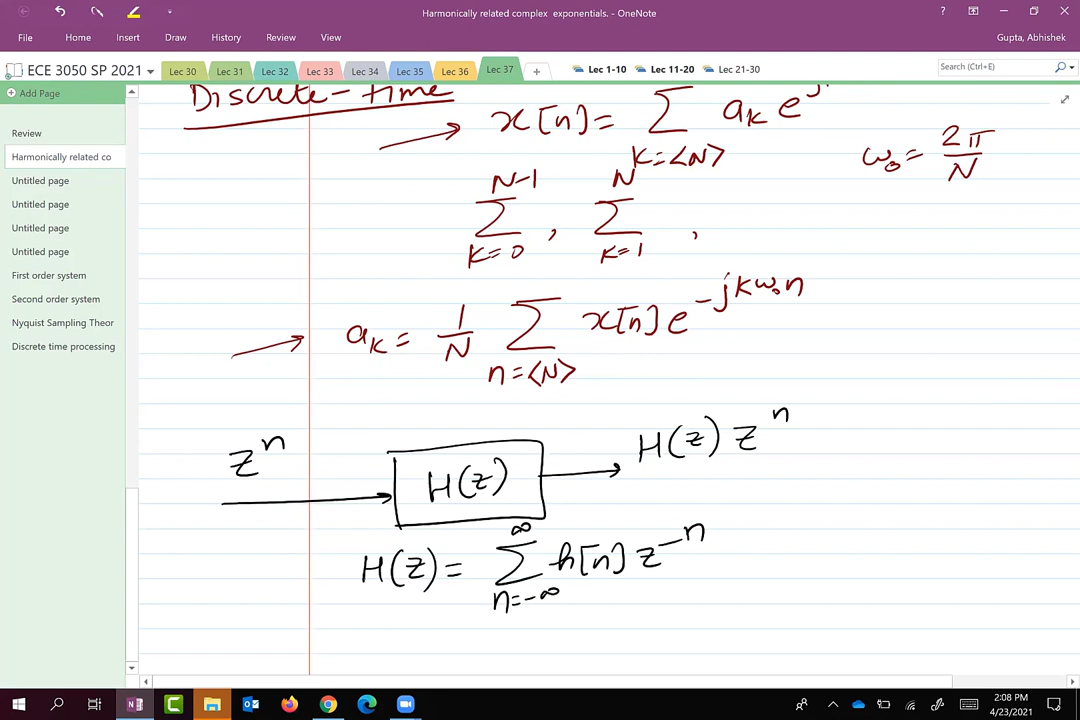 Harmonically related complex exponentials. - OneNote
Gupta, Abhishek
File Home Insert Draw History Review View
ECE 3050 SP 2021
Lec 30 Lec 31 Lec 32 Lec 33 Lec 34 Lec 35 Lec 36 Lec 37 + Lec 1-10 Lec 11-20 Lec 21-30
Search (Ctrl+E)
Add Page
Review
Harmonically related co
Untitled page
Untitled page
Untitled page
Untitled page
First order system
Second order system
Nyquist Sampling Theor
Discrete time processing
Discrete-time
x[n] = ∑_{k=<N>} a_k e^j
ω₀ = 2π/N
∑_{k=0}^{N-1} , ∑_{k=1}^{N} ,
a_k = 1/N ∑_{n=<N>} x[n] e^{-jkω₀n}
z^n H(z) H(z) z^n
H(z) = ∑_{n=-∞}^{∞} h[n] z^{-n}
2:08 PM
4/23/2021